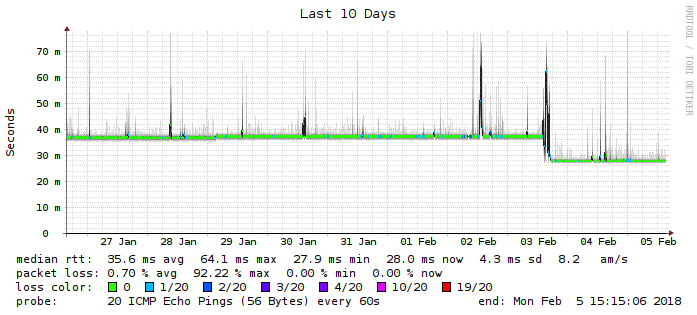 Last 10 Days
RRDTOOL / TOBI OETIKER
Seconds
70 m
60 m
50 m
40 m
30 m
20 m
10 m
0
27 Jan 28 Jan 29 Jan 30 Jan 31 Jan 01 Feb 02 Feb 03 Feb 04 Feb 05 Feb
median rtt: 35.6 ms avg 64.1 ms max 27.9 ms min 28.0 ms now 4.3 ms sd 8.2 am/s
packet loss: 0.70 % avg 92.22 % max 0.00 % min 0.00 % now
loss color: 0 1/20 2/20 3/20 4/20 10/20 19/20
probe: 20 ICMP Echo Pings (56 Bytes) every 60s end: Mon Feb 5 15:15:06 2018